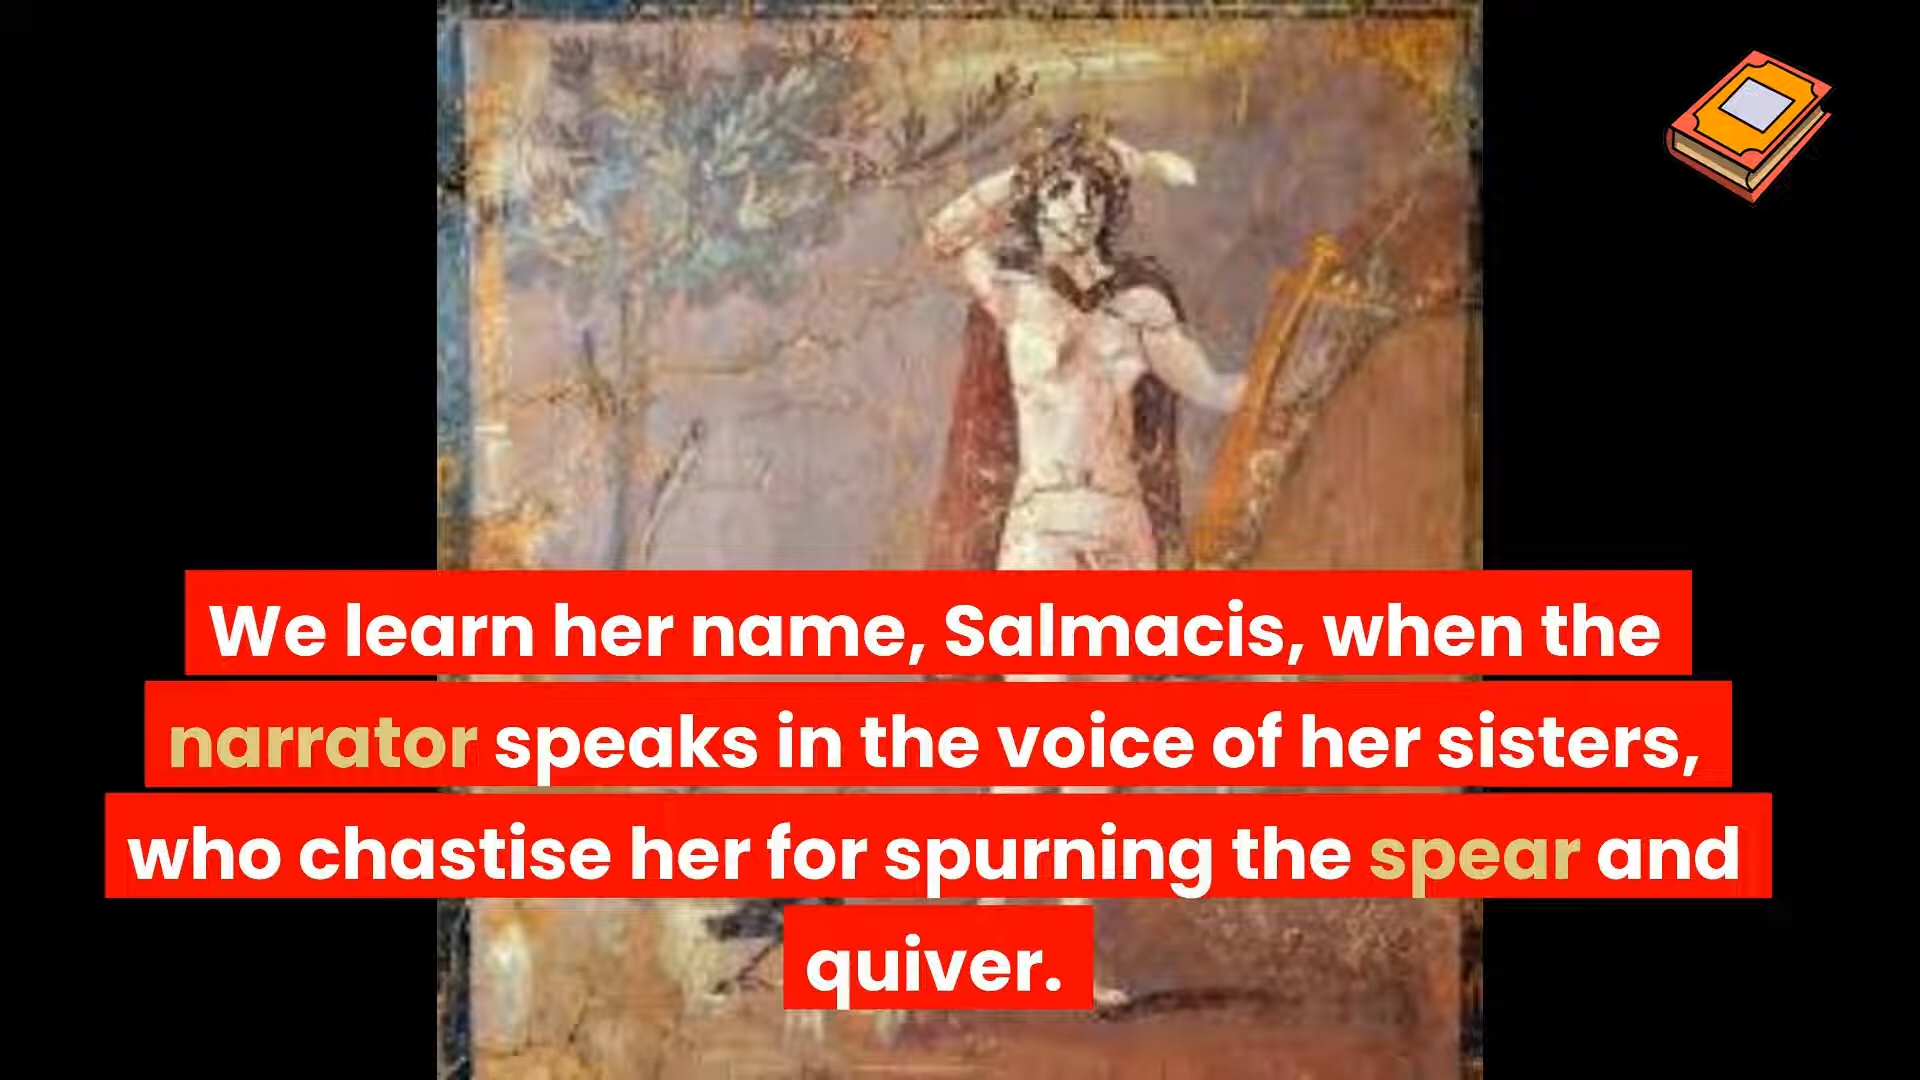 We learn her name, Salmacis, when the
narrator speaks in the voice of her sisters,
who chastise her for spurning the spear and
quiver.